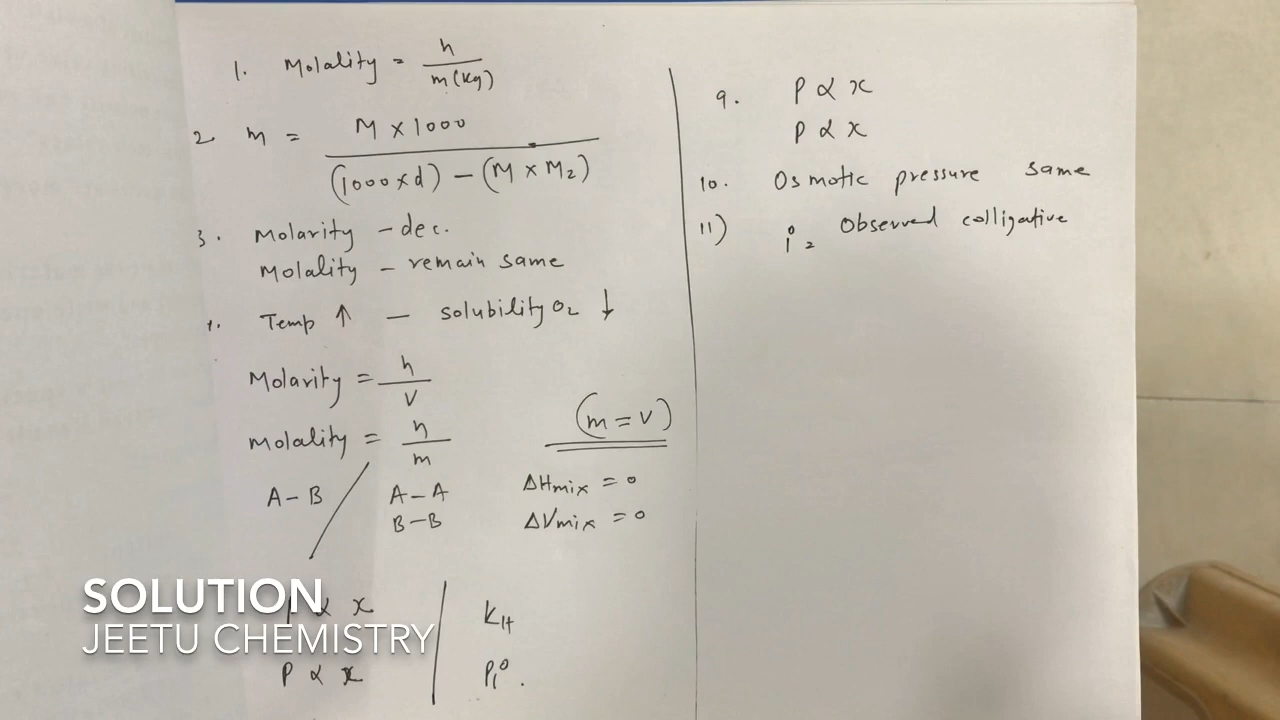 1. Molality = n / m(kg)
2. m = M × 1000 / (1000 × d) - (M × M2)
3. Molarity - dec.
Molality - remain same
Temp ↑ - solubility O2 ↓
Molarity = n / V
Molality = n / m
(m = v)
A-B A-A ΔHmix = 0
B-B ΔVmix = 0
P ∝ x KH
P ∝ x P1°.
9. P ∝ x
P ∝ x
10. Osmotic pressure same
11) i = Observed colligative
SOLUTION
JEETU CHEMISTRY